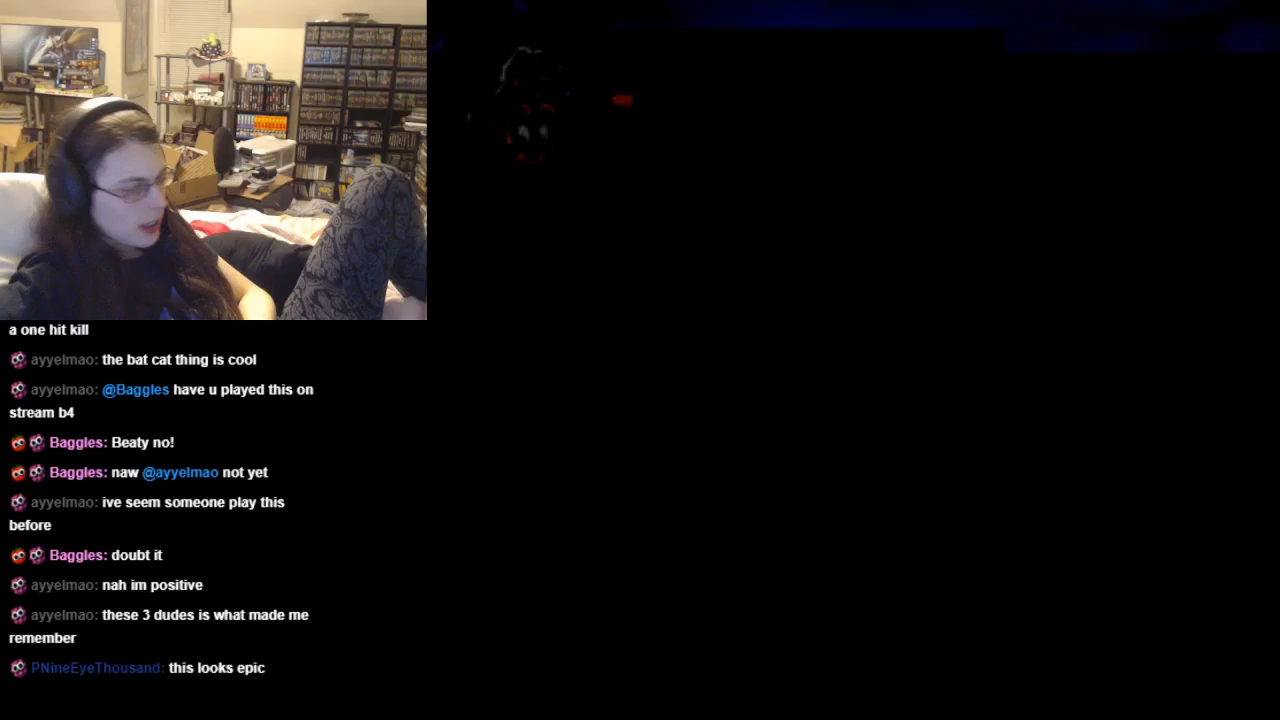 a one hit kill
ayyelmao: the bat cat thing is cool
ayyelmao: @Baggles have u played this on
stream b4
Baggles: Beaty no!
Baggles: naw @ayyelmao not yet
ayyelmao: ive seem someone play this
before
Baggles: doubt it
ayyelmao: nah im positive
ayyelmao: these 3 dudes is what made me
remember
PNineEyeThousand: this looks epic